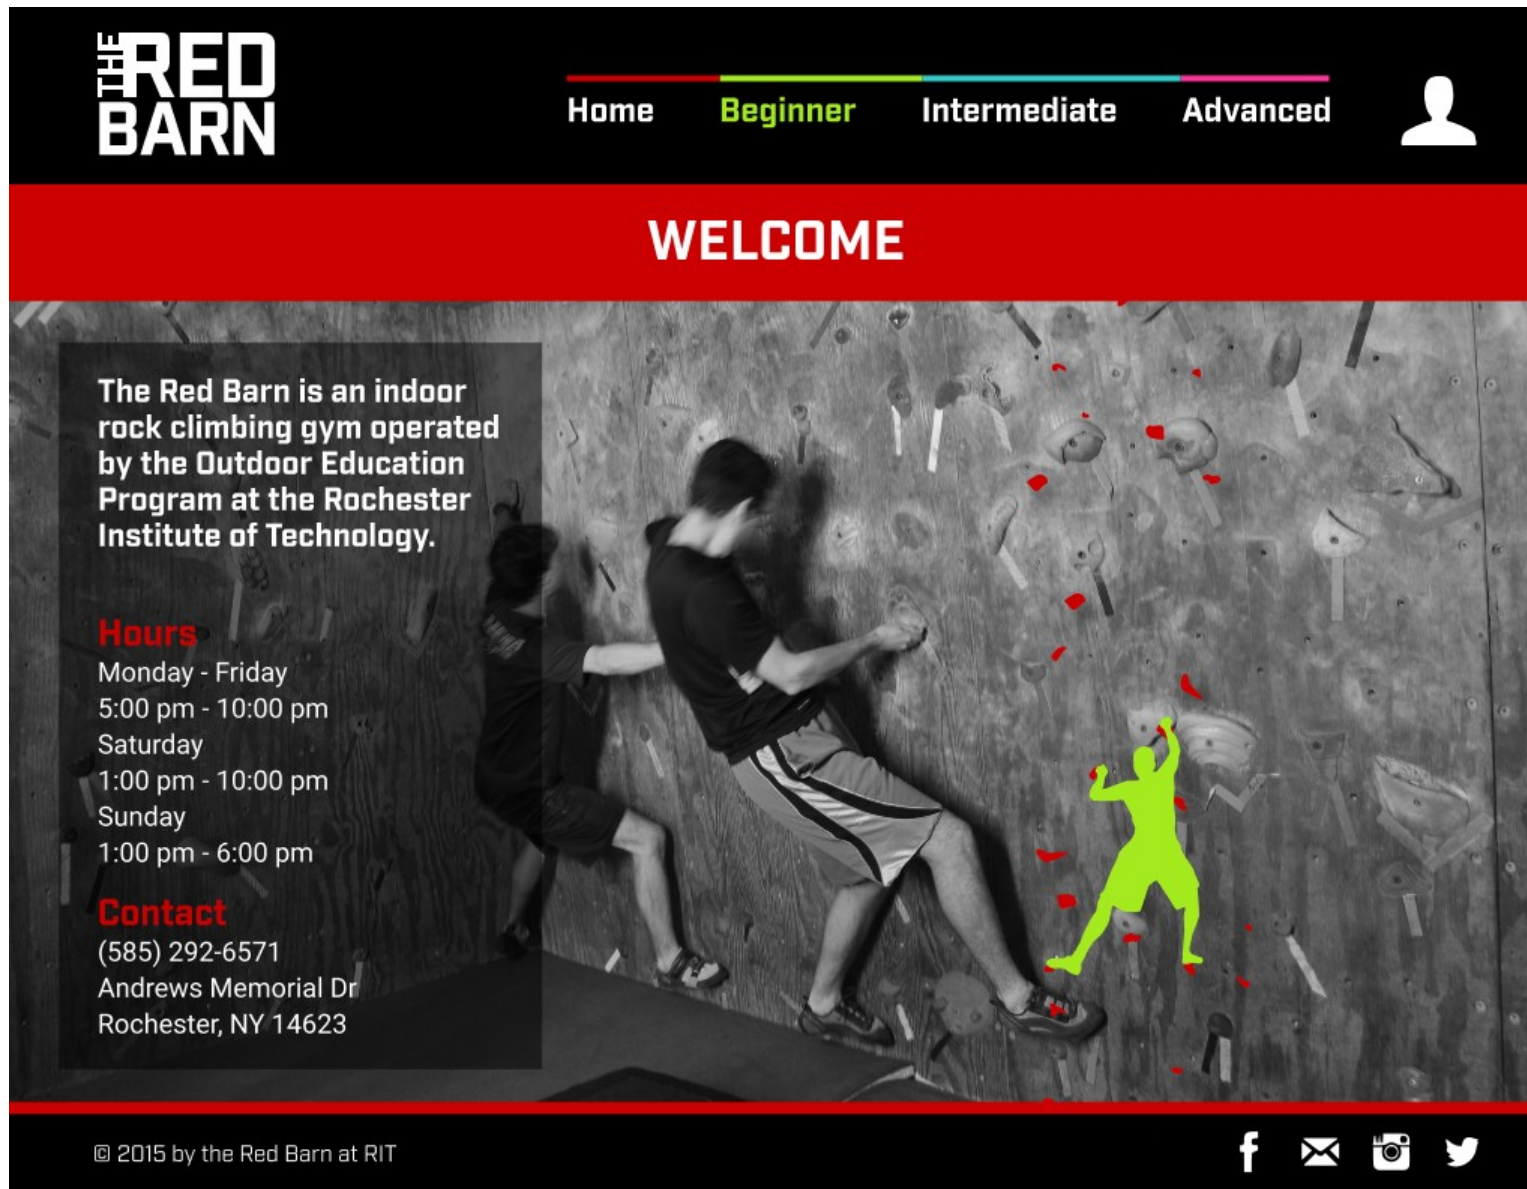 THE RED
BARN
Home Beginner Intermediate Advanced
WELCOME
The Red Barn is an indoor
rock climbing gym operated
by the Outdoor Education
Program at the Rochester
Institute of Technology.
Hours
Monday - Friday
5:00 pm - 10:00 pm
Saturday
1:00 pm - 10:00 pm
Sunday
1:00 pm - 6:00 pm
Contact
(585) 292-6571
Andrews Memorial Dr
Rochester, NY 14623
© 2015 by the Red Barn at RIT